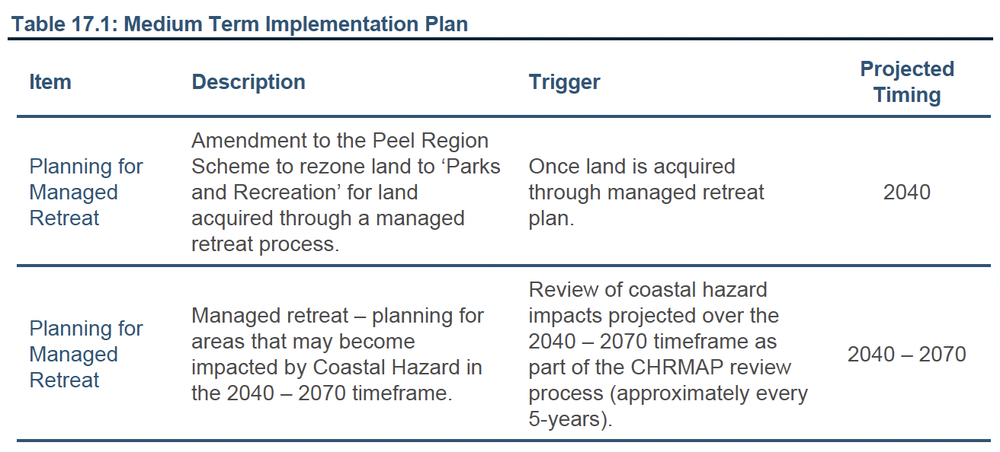 Table 17.1: Medium Term Implementation Plan
Item
Description
Trigger
Projected
Timing
Planning for
Managed
Retreat
Amendment to the Peel Region
Scheme to rezone land to ‘Parks
and Recreation’ for land
acquired through a managed
retreat process.
Once land is acquired
through managed retreat
plan.
2040
Planning for
Managed
Retreat
Managed retreat – planning for
areas that may become
impacted by Coastal Hazard in
the 2040 – 2070 timeframe.
Review of coastal hazard
impacts projected over the
2040 – 2070 timeframe as
part of the CHRMAP review
process (approximately every
5-years).
2040 – 2070